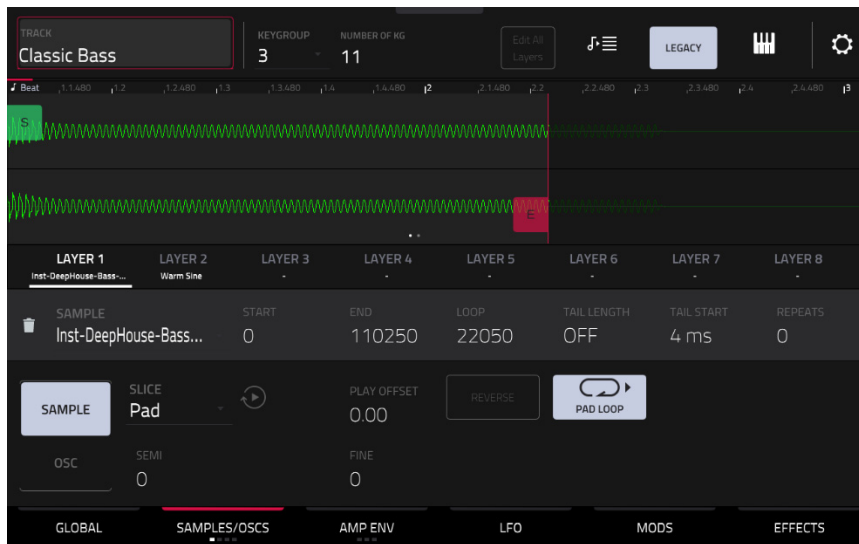 TRACK KEYGROUP NUMBER OF KG Edit All
Classic Bass 3 11 Layers LEGACY
Beat 1.1.480 1.2 1.2.480 1.3 1.3.480 1.4 1.4.480 2 2.1.480 2.2 2.2.480 2.3 2.3.480 2.4 2.4.480 3
S
E
LAYER 1 LAYER 2 LAYER 3 LAYER 4 LAYER 5 LAYER 6 LAYER 7 LAYER 8
Inst-DeepHouse-Bass-... Warm Sine - - - - - -
SAMPLE START END LOOP TAIL LENGTH TAIL START REPEATS
Inst-DeepHouse-Bass... 0 110250 22050 OFF 4 ms 0
SLICE PLAY OFFSET REVERSE
SAMPLE Pad 0.00 PAD LOOP
OSC SEMI FINE
0 0
GLOBAL SAMPLES/OSCS AMP ENV LFO MODS EFFECTS